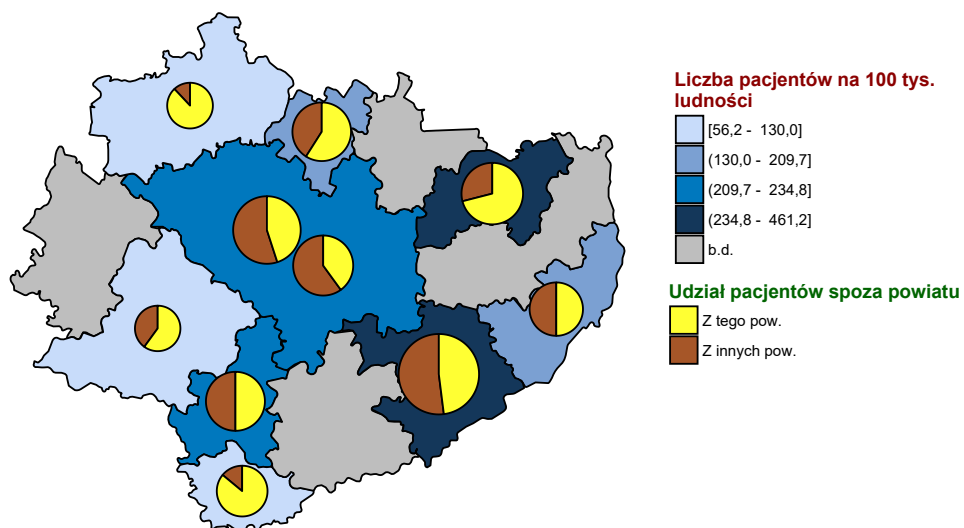 Liczba pacjentów na 100 tys.
ludności
[56,2 - 130,0]
(130,0 - 209,7]
(209,7 - 234,8]
(234,8 - 461,2]
b.d.
Udział pacjentów spoza powiatu
Z tego pow.
Z innych pow.